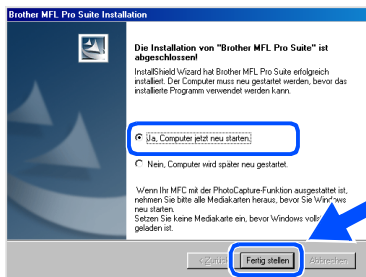 Brother MFL Pro Suite Installation
Die Installation von "Brother MFL Pro Suite" ist
abgeschlossen!
InstallShield Wizard hat Brother MFL Pro Suite erfolgreich
installiert. Der Computer muss neu gestartet werden, bevor das
installierte Programm verwendet werden kann.
Ja, Computer jetzt neu starten.
Nein, Computer wird später neu gestartet.
Wenn Ihr MFC mit der PhotoCapture-Funktion ausgestattet ist,
nehmen Sie bitte alle Mediakarten heraus, bevor Sie Windows
neu starten.
Setzen Sie keine Mediakarte ein, bevor Windows
geladen ist.
Fertig stellen
Abbrechen